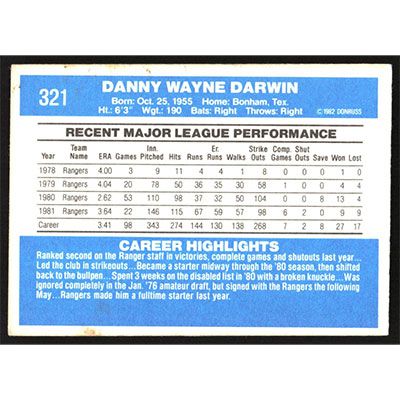 321
DANNY WAYNE DARWIN
Born: Oct. 25, 1955 Home: Bonham, Tex.
Ht.: 6'3" Wgt.: 190 Bats: Right Throws: Right
© 1982 DONRUSS
RECENT MAJOR LEAGUE PERFORMANCE
Team Inn. Er. Strike Comp. Shut
Year Name ERA Games Pitched Hits Runs Runs Walks Outs Games Outs Save Won Lost
1978 Rangers 4.00 3 9 11 4 4 1 8 0 0 0 1 0
1979 Rangers 4.04 20 78 50 36 35 30 58 1 0 0 4 4
1980 Rangers 2.62 53 110 98 37 32 50 104 0 0 8 13 4
1981 Rangers 3.64 22 146 115 67 59 57 98 6 2 0 9 9
Career 3.41 98 343 274 144 130 138 268 7 2 8 27 17
CAREER HIGHLIGHTS
Ranked second on the Ranger staff in victories, complete games and shutouts last year...
Led the club in strikeouts...Became a starter midway through the '80 season, then shifted
back to the bullpen...Spent 3 weeks on the disabled list in '80 with a broken knuckle...Was
ignored completely in the Jan. '76 amateur draft, but signed with the Rangers the following
May...Rangers made him a fulltime starter last year.